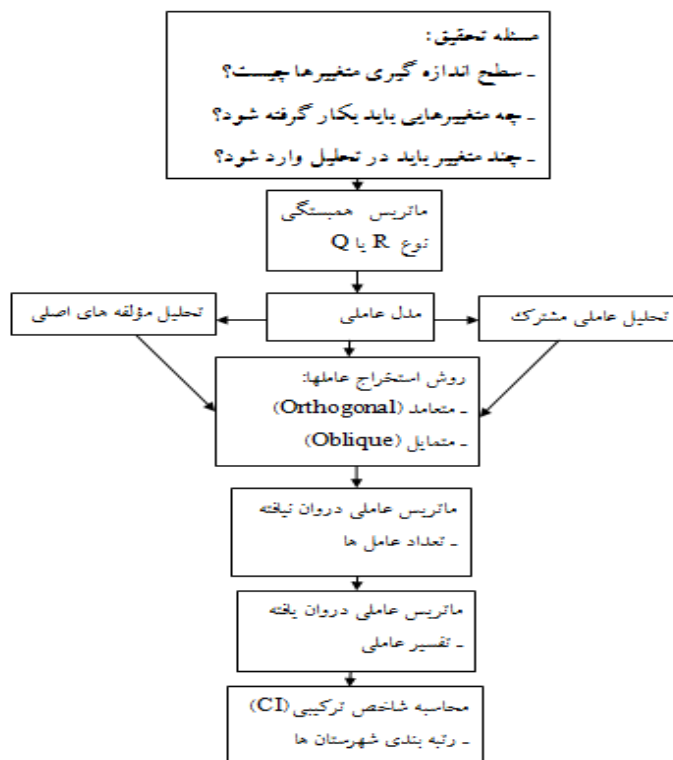 مسئله تحقیق:
ـ سطح اندازه گیری متغییرها چیست؟
ـ چه متغییرهایی باید بکار گرفته شود؟
ـ چند متغییر باید در تحلیل وارد شود؟
ماتریس همبستگی
نوع R یا Q
تحلیل عاملی مشترک
مدل عاملی
تحلیل مؤلفه های اصلی
روش استخراج عاملها:
ـ متعامد (Orthogonal)
ـ متمایل (Oblique)
ماتریس عاملی دروان نیافته
ـ تعداد عامل ها
ماتریس عاملی دروان یافته
ـ تفسیر عاملی
محاسبه شاخص ترکیبی (CI)
ـ رتبه بندی شهرستان ها